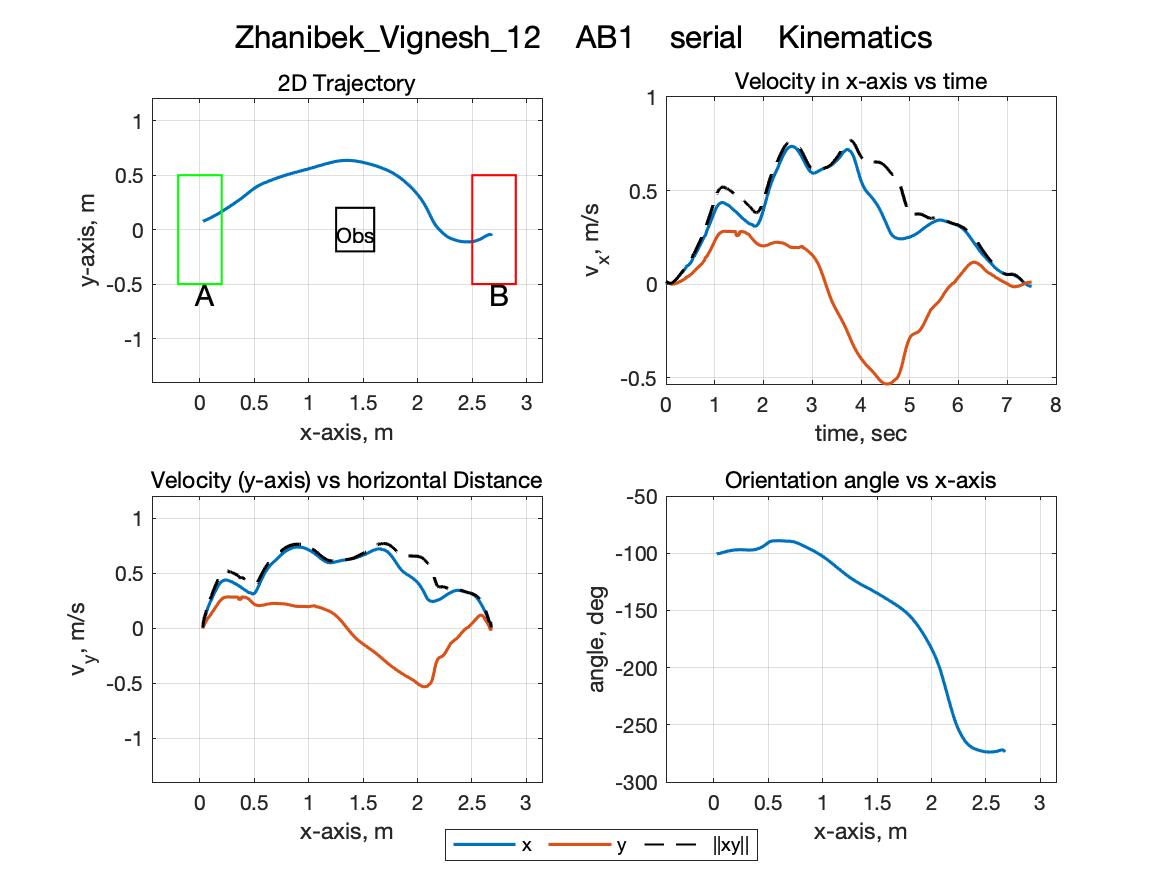 Zhanibek_Vignesh_12 AB1 serial Kinematics
2D Trajectory
1
0.5
0
-0.5
-1
y-axis, m
A
Obs
B
0 0.5 1 1.5 2 2.5 3
x-axis, m
Velocity in x-axis vs time
1
0.5
0
-0.5
v_x, m/s
0 1 2 3 4 5 6 7 8
time, sec
Velocity (y-axis) vs horizontal Distance
1
0.5
0
-0.5
-1
v_y, m/s
0 0.5 1 1.5 2 2.5 3
x-axis, m
Orientation angle vs x-axis
-50
-100
-150
-200
-250
-300
angle, deg
0 0.5 1 1.5 2 2.5 3
x-axis, m
x y ||xy||